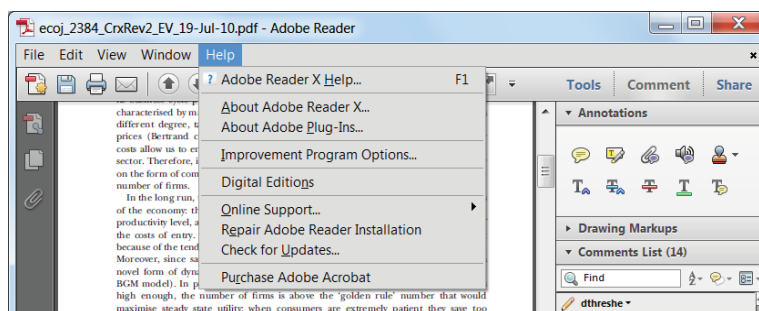 ecoj_2384_CrxRev2_EV_19-Jul-10.pdf - Adobe Reader
File Edit View Window Help
Adobe Reader X Help... F1
About Adobe Reader X...
About Adobe Plug-Ins...
Improvement Program Options...
Digital Editions
Online Support...
Repair Adobe Reader Installation
Check for Updates...
Purchase Adobe Acrobat
Tools Comment Share
Annotations
Drawing Markups
Comments List (14)
Find
dthreshe
characterised by
different degree,
prices (Bertrand
costs allow us to
sector. Therefore,
on the form of com
number of firms.
In the long run,
of the economy:
productivity level,
the costs of entry.
because of the tend
Moreover, since
novel form of
BGM model). In
high enough, the number of firms is above the 'golden rule' number that would
maximise steady state utility: when consumers are extremely patient they save too